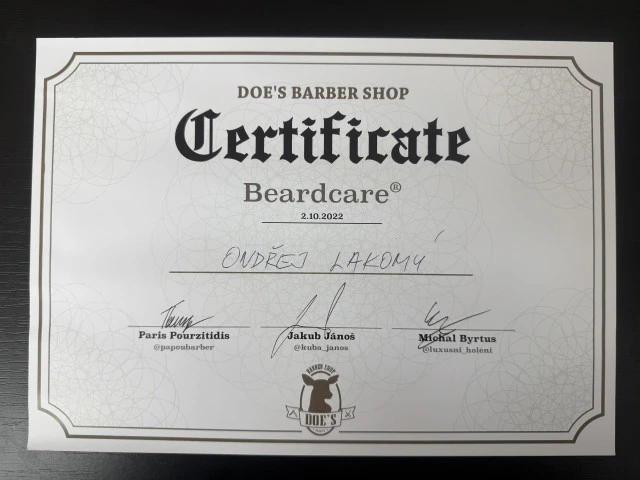 DOE'S BARBER SHOP
Certificate
Beardcare®
2.10.2022
ONDŘEJ LAKOMÝ
Paris Pourzitidis
@papoubarber
Jakub Jánoš
@kuba_janos
Michal Byrtus
@luxusni_holeni
BARBER SHOP
DOE'S